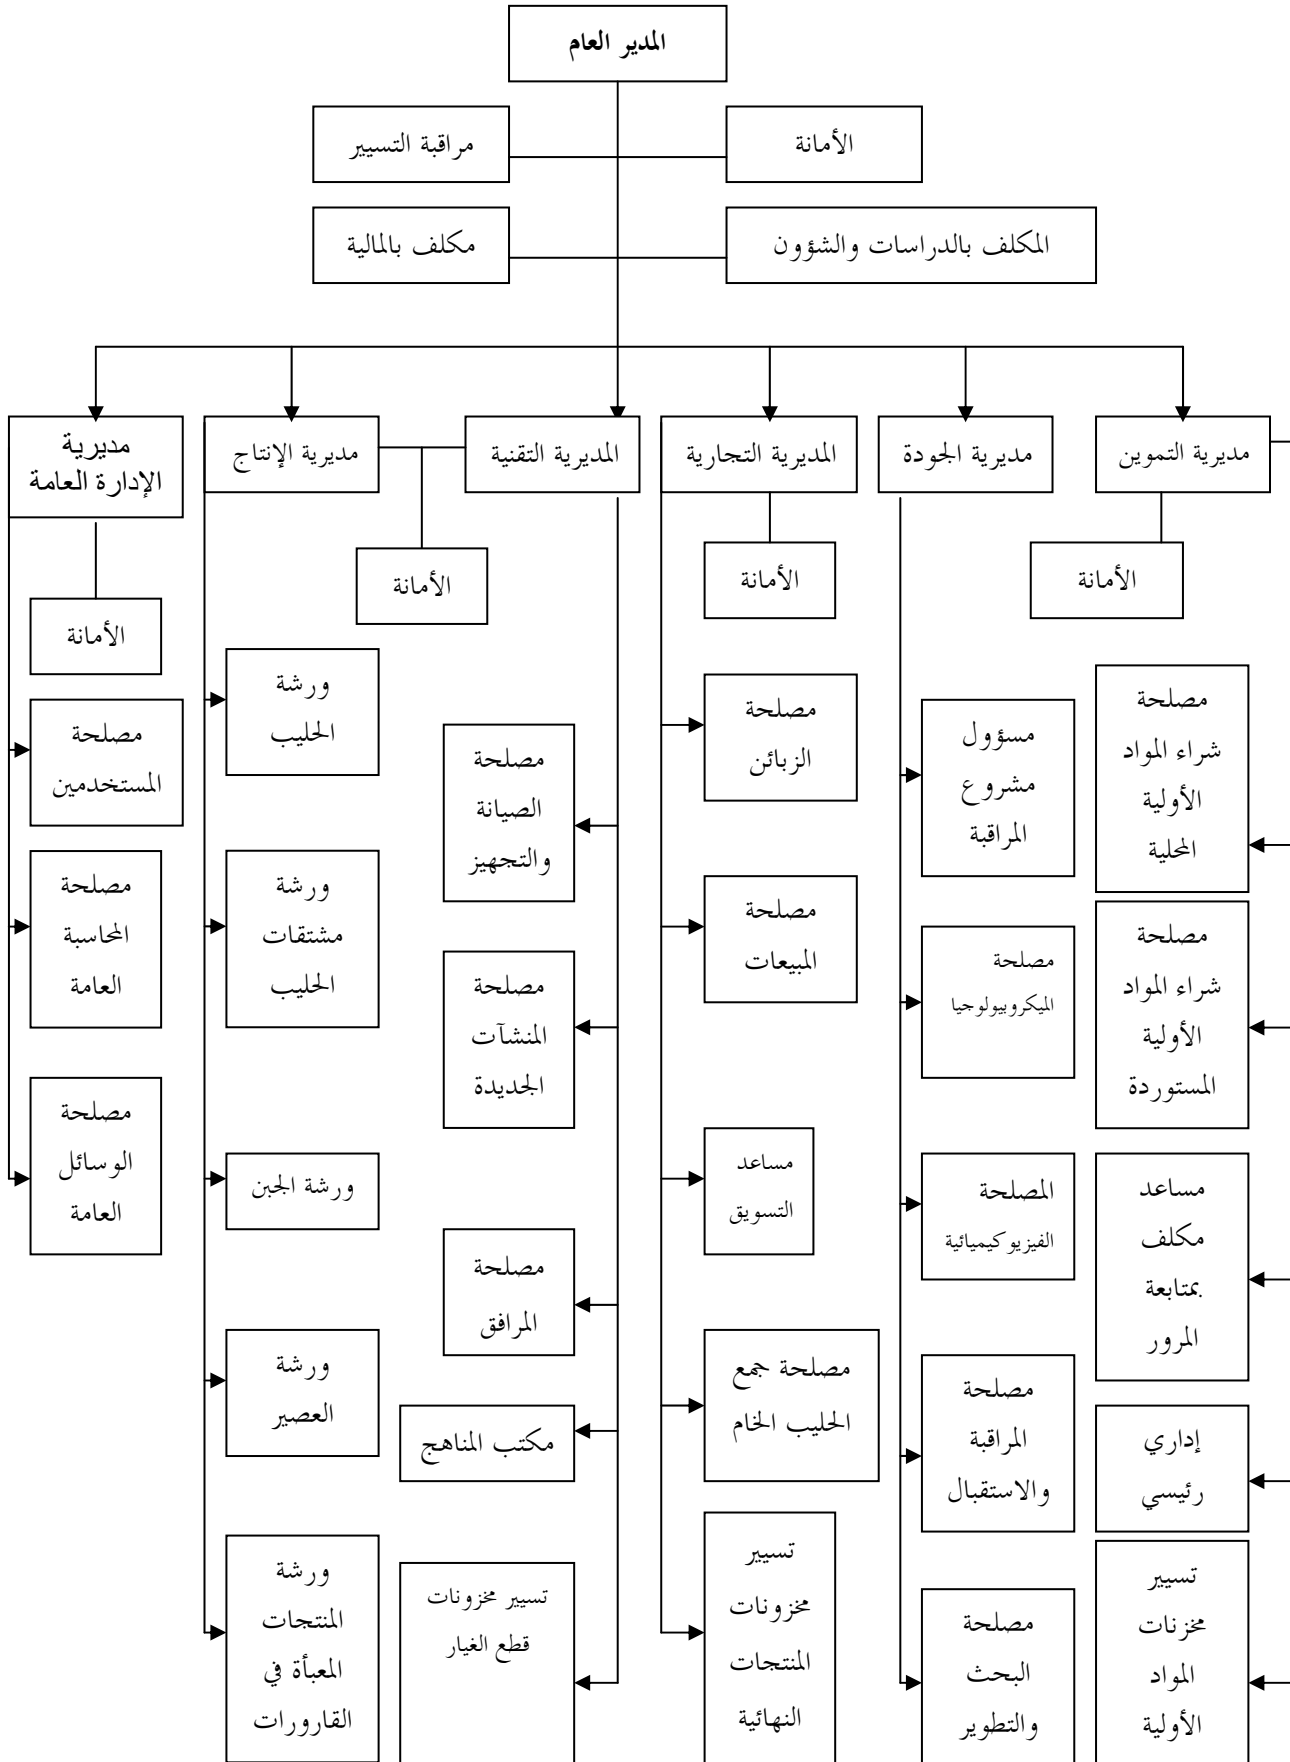 المدير العام
الأمانة
مراقبة التسيير
المكلف بالدراسات والشؤون
مكلف بالمالية
مديرية التموين
مديرية الجودة
المديرية التجارية
المديرية التقنية
مديرية الإنتاج
مديرية
الإدارة العامة
الأمانة
الأمانة
الأمانة
الأمانة
مصلحة
شراء المواد
الأولية
المحلية
مصلحة
شراء المواد
الأولية
المستوردة
مساعد
مكلف
بمتابعة
المرور
إداري
رئيسي
تسيير
مخزنات
المواد
الأولية
مسؤول
مشروع
المراقبة
مصلحة
الميكروبيولوجيا
المصلحة
الفيزيوكيميائية
مصلحة
المراقبة
والاستقبال
مصلحة
البحث
والتطوير
مصلحة
الزبائن
مصلحة
المبيعات
مساعد
التسويق
مصلحة جمع
الحليب الخام
تسيير
مخزونات
المنتجات
النهائية
مصلحة
الصيانة
والتجهيز
مصلحة
المنشآت
الجديدة
مصلحة
المرافق
مكتب المناهج
تسيير مخزونات
قطع الغيار
ورشة
الحليب
ورشة
مشتقات
الحليب
ورشة الجبن
ورشة
العصير
ورشة
المنتجات
المعبأة في
القارورات
مصلحة
المستخدمين
مصلحة
المحاسبة
العامة
مصلحة
الوسائل
العامة